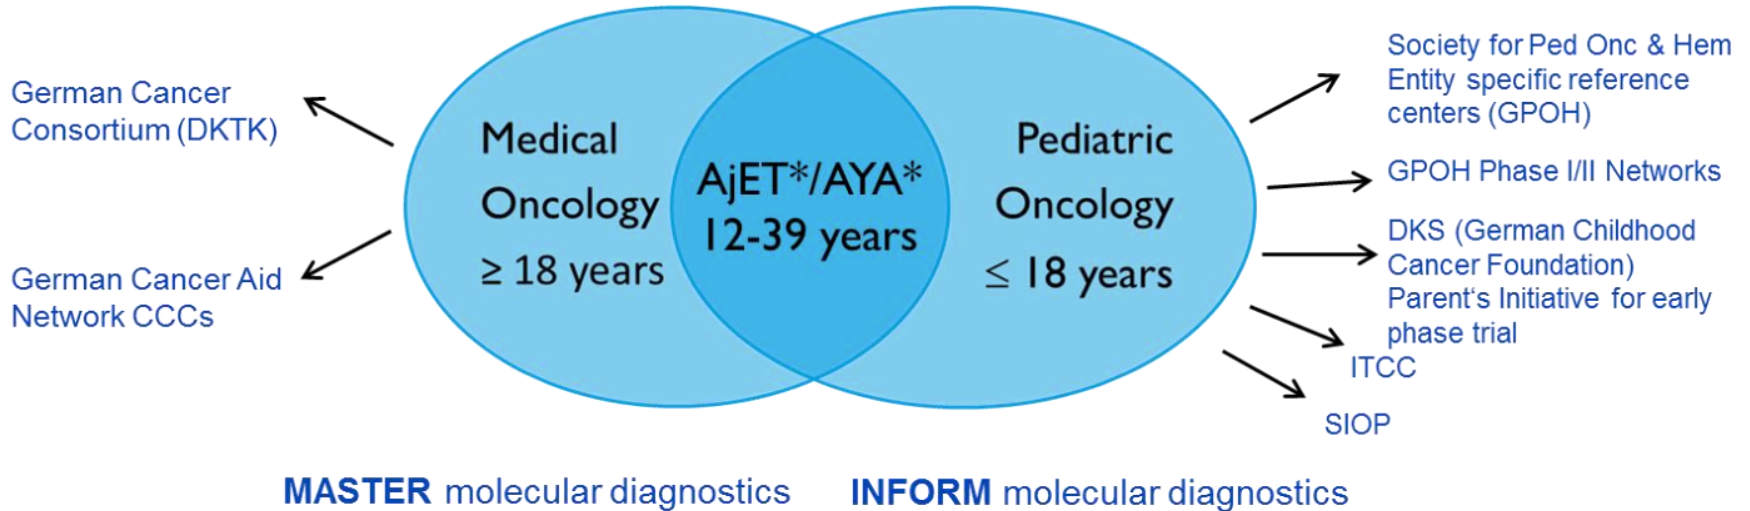 German Cancer
Consortium (DKTK)
German Cancer Aid
Network CCCs
Medical
Oncology
≥ 18 years
AjET*/AYA*
12-39 years
Pediatric
Oncology
≤ 18 years
Society for Ped Onc & Hem
Entity specific reference
centers (GPOH)
GPOH Phase I/II Networks
DKS (German Childhood
Cancer Foundation)
Parent‘s Initiative for early
phase trial
ITCC
SIOP
MASTER molecular diagnostics
INFORM molecular diagnostics